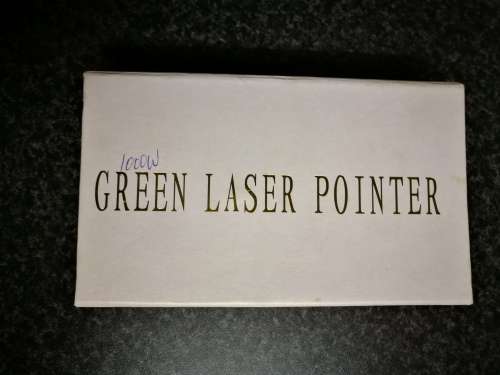 1000W
GREEN LASER POINTER